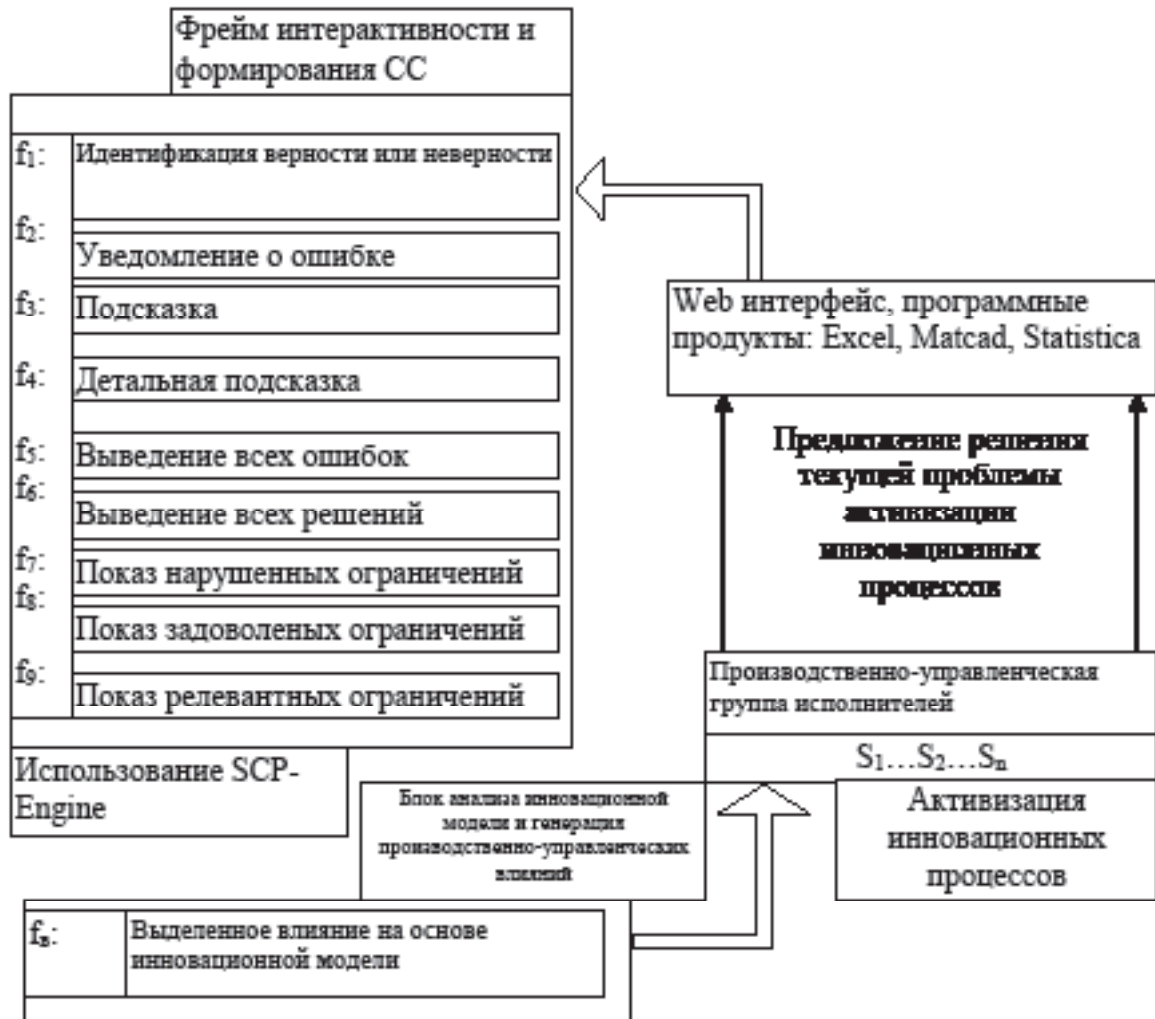 Фрейм интерактивности и
формирования СС
f1: Идентификация верности или неверности
f2: Уведомление о ошибке
f3: Подсказка
f4: Детальная подсказка
f5: Выведение всех ошибок
f6: Выведение всех решений
f7: Показ нарушенных ограничений
f8: Показ задоволеных ограничений
f9: Показ релевантных ограничений
Использование SCP-
Engine
Web интерфейс, программные
продукты: Excel, Matcad, Statistica
Предложение решения
текущей проблемы
активизации
инновационных
процессов
Производственно-управленческая
группа исполнителей
S1…S2…Sn
Активизация
инновационных
процессов
Блок анализа инновационной
модели и генерация
производственно-управленческих
влияний
fв: Выделенное влияние на основе
инновационной модели